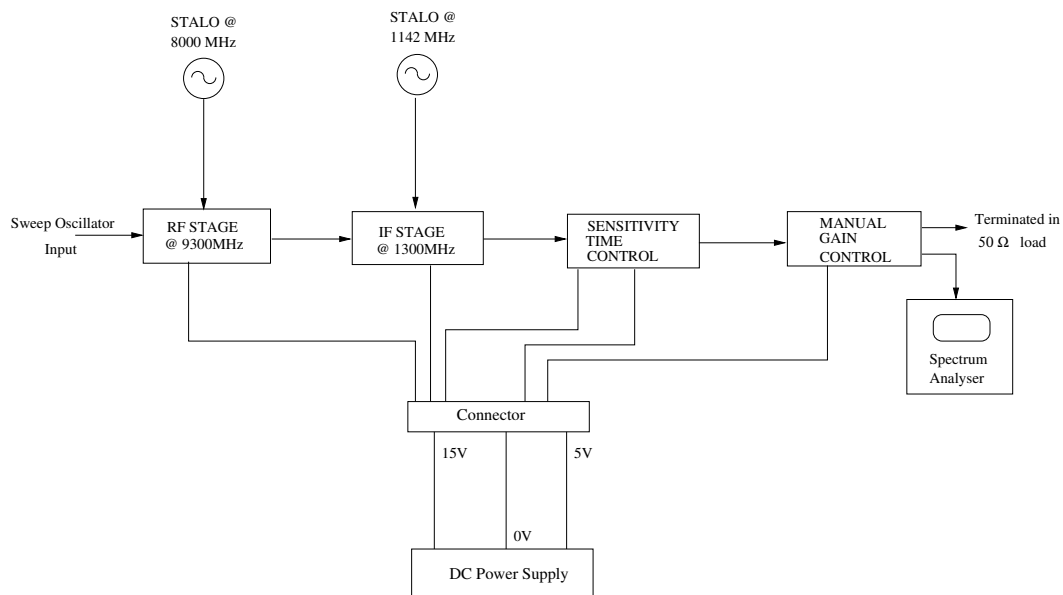 STALO @
8000 MHz
STALO @
1142 MHz
Sweep Oscillator
Input
RF STAGE
@ 9300MHz
IF STAGE
@ 1300MHz
SENSITIVITY
TIME
CONTROL
MANUAL
GAIN
CONTROL
Terminated in
50 Ω load
Spectrum
Analyser
Connector
15V
5V
0V
DC Power Supply